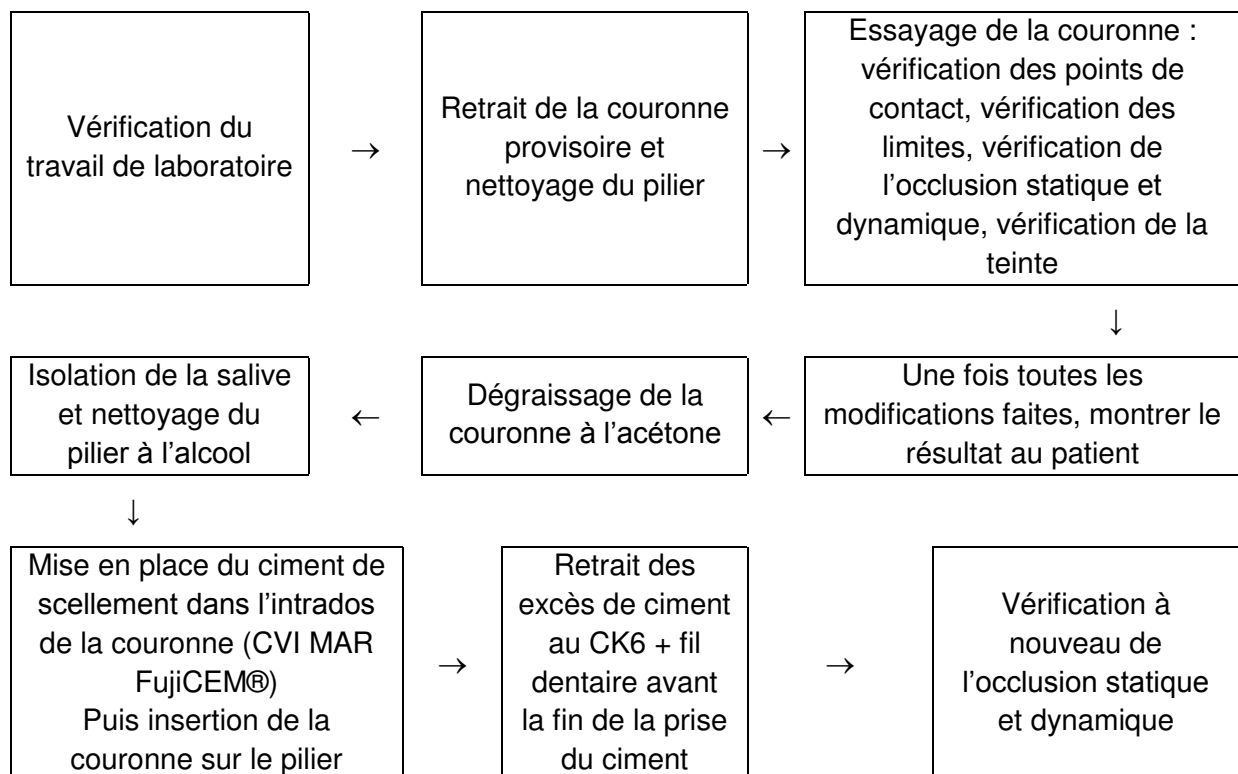 Vérification du
travail de laboratoire
→
Retrait de la couronne
provisoire et
nettoyage du pilier
→
Essayage de la couronne :
vérification des points de
contact, vérification des
limites, vérification de
l’occlusion statique et
dynamique, vérification de la
teinte
↓
Une fois toutes les
modifications faites, montrer le
résultat au patient
←
Dégraissage de la
couronne à l’acétone
←
Isolation de la salive
et nettoyage du
pilier à l’alcool
↓
Mise en place du ciment de
scellement dans l’intrados
de la couronne (CVI MAR
FujiCEM®)
Puis insertion de la
couronne sur le pilier
→
Retrait des
excès de ciment
au CK6 + fil
dentaire avant
la fin de la prise
du ciment
→
Vérification à
nouveau de
l’occlusion statique
et dynamique